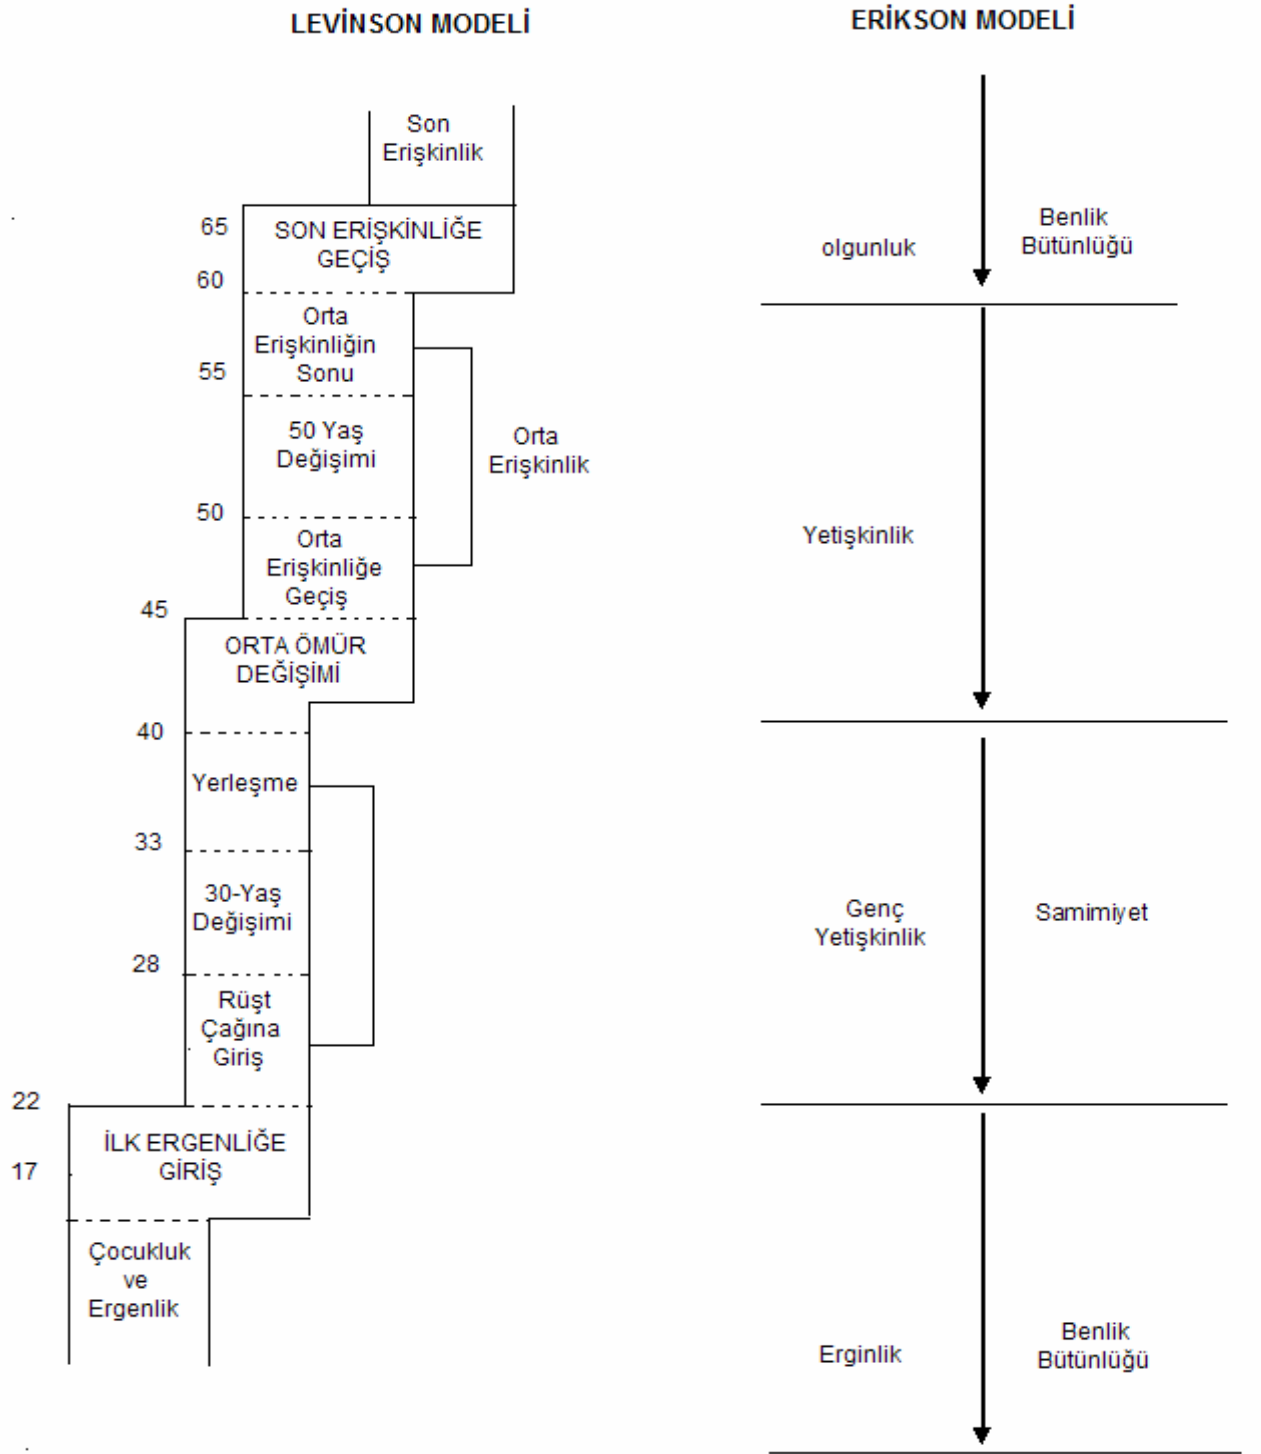 LEVİNSON MODELİ
Son
Erişkinlik
65
SON ERİŞKİNLİĞE
GEÇİŞ
60
Orta
Erişkinliğin
Sonu
55
50 Yaş
Değişimi
Orta
Erişkinlik
50
Orta
Erişkinliğe
Geçiş
45
ORTA ÖMÜR
DEĞİŞİMİ
40
Yerleşme
33
30-Yaş
Değişimi
28
Rüşt
Çağına
Giriş
22
İLK ERGENLİĞE
GİRİŞ
17
Çocukluk
ve
Ergenlik
ERİKSON MODELİ
olgunluk
Benlik
Bütünlüğü
Yetişkinlik
Genç
Yetişkinlik
Samimiyet
Erginlik
Benlik
Bütünlüğü